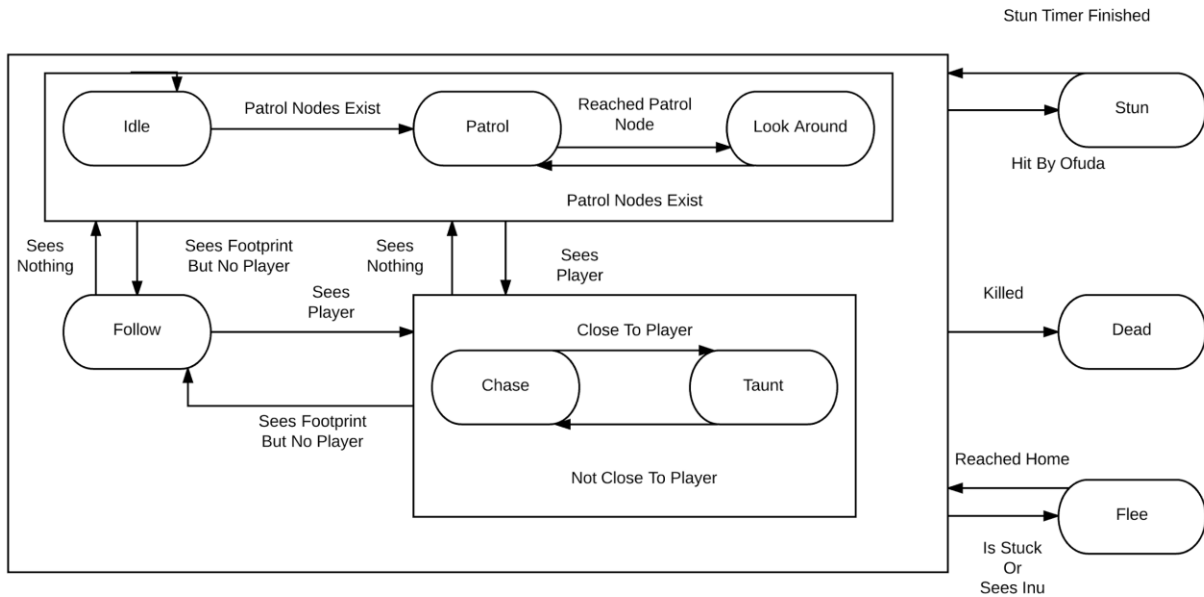 Stun Timer Finished
Idle
Patrol Nodes Exist
Patrol
Reached Patrol
Node
Look Around
Stun
Hit By Ofuda
Patrol Nodes Exist
Sees
Nothing
Sees Footprint
But No Player
Sees
Nothing
Sees
Player
Follow
Sees
Player
Killed
Dead
Close To Player
Chase
Taunt
Sees Footprint
But No Player
Not Close To Player
Reached Home
Flee
Is Stuck
Or
Sees Inu